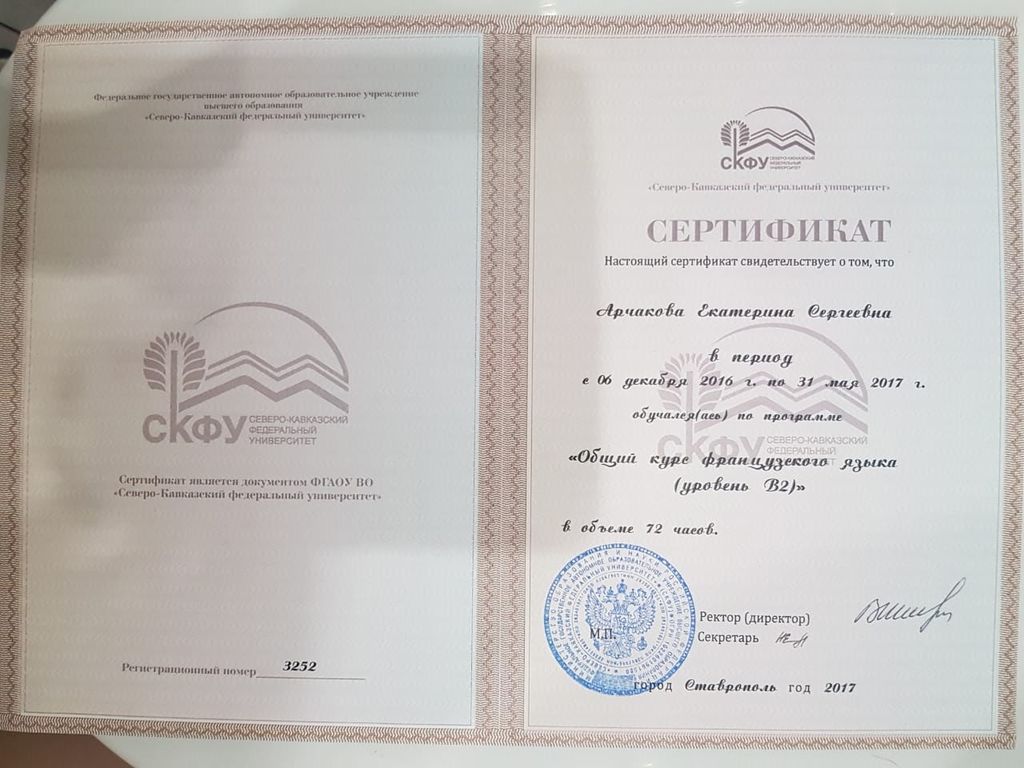 Федеральное государственное автономное образовательное учреждение
высшего образования
«Северо-Кавказский федеральный университет»
СКФУ
СЕВЕРО-КАВКАЗСКИЙ
ФЕДЕРАЛЬНЫЙ
УНИВЕРСИТЕТ
Сертификат является документом ФГАОУ ВО
«Северо-Кавказский федеральный университет»
Регистрационный номер 3252
СКФУ
СЕВЕРО-КАВКАЗСКИЙ
ФЕДЕРАЛЬНЫЙ
УНИВЕРСИТЕТ
«Северо-Кавказский федеральный университет»
СЕРТИФИКАТ
Настоящий сертификат свидетельствует о том, что
Арчакова Екатерина Сергеевна
в период
с 06 декабря 2016 г. по 31 мая 2017 г.
обучался(ась) по программе
СЕВЕРО-КАВКАЗСКИЙ
ФЕДЕРАЛЬНЫЙ
«Общий курс французского языка
(уровень В2)»
в объеме 72 часов.
М.П.
Ректор (директор)
Секретарь
город Ставрополь год 2017